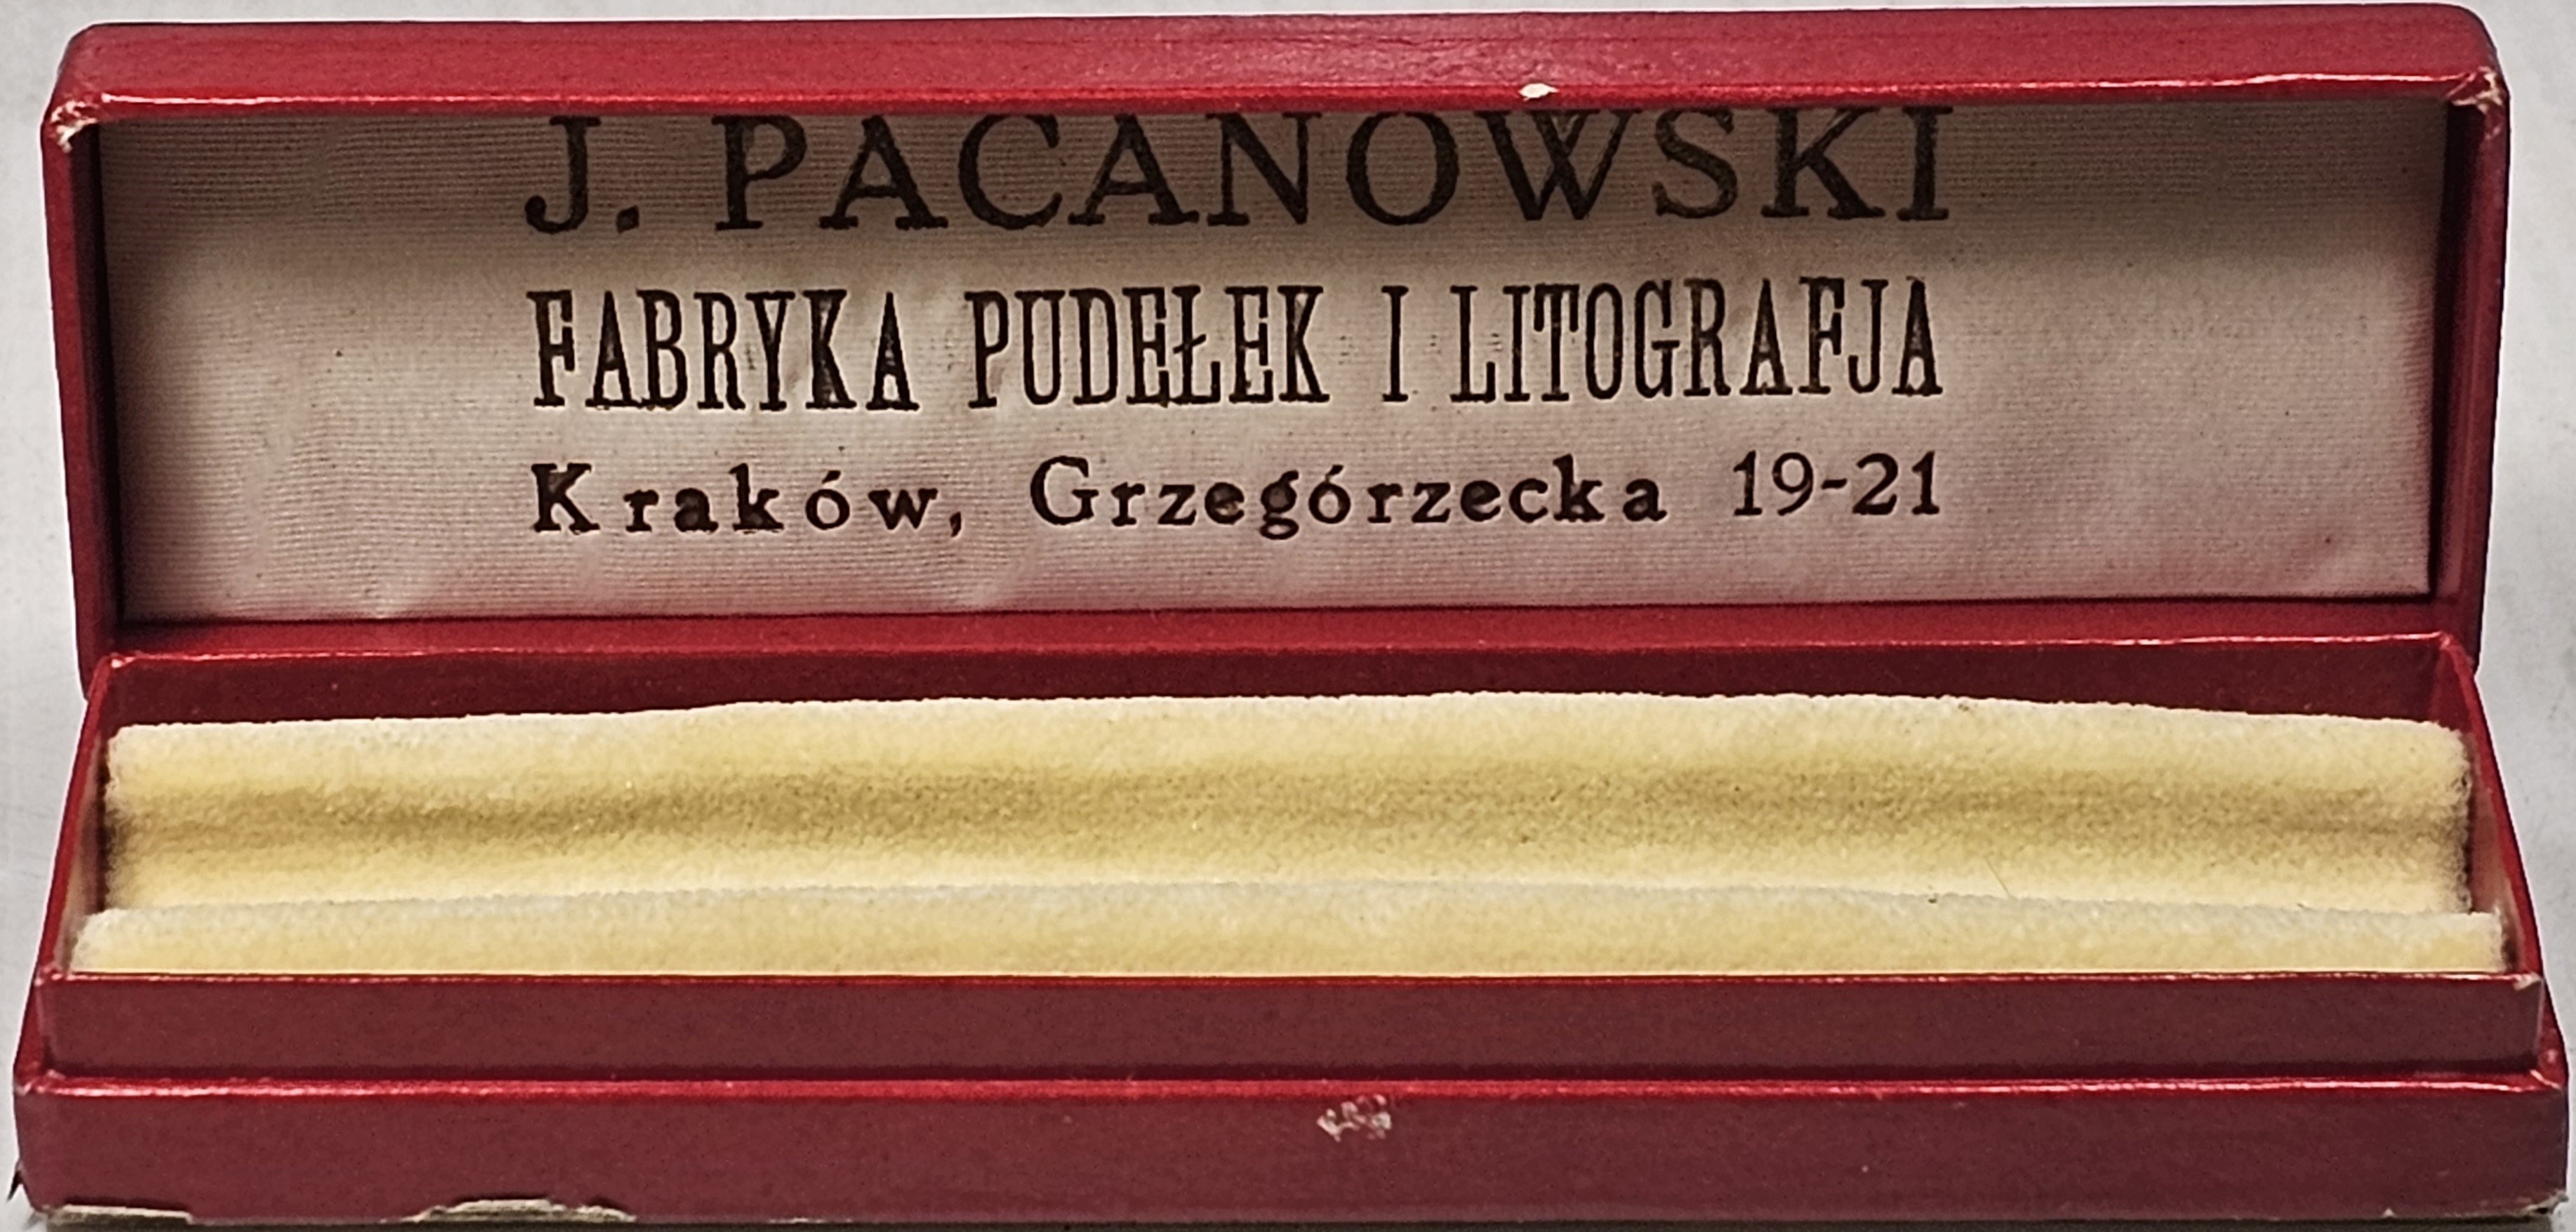 J. PACANOWSKI
FABRYKA PUDEŁEK I LITOGRAFJA
Kraków, Grzegórzecka 19-21